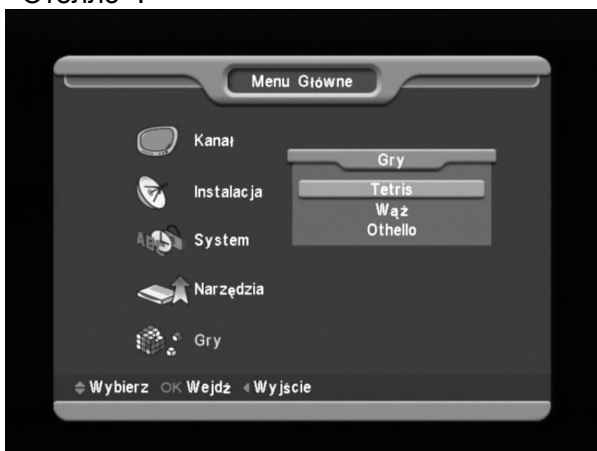 Menu Główne
Kanał
Instalacja
System
Narzędzia
Gry
Gry
Tetris
Wąż
Othello
Wybierz OK Wejdź Wyjście